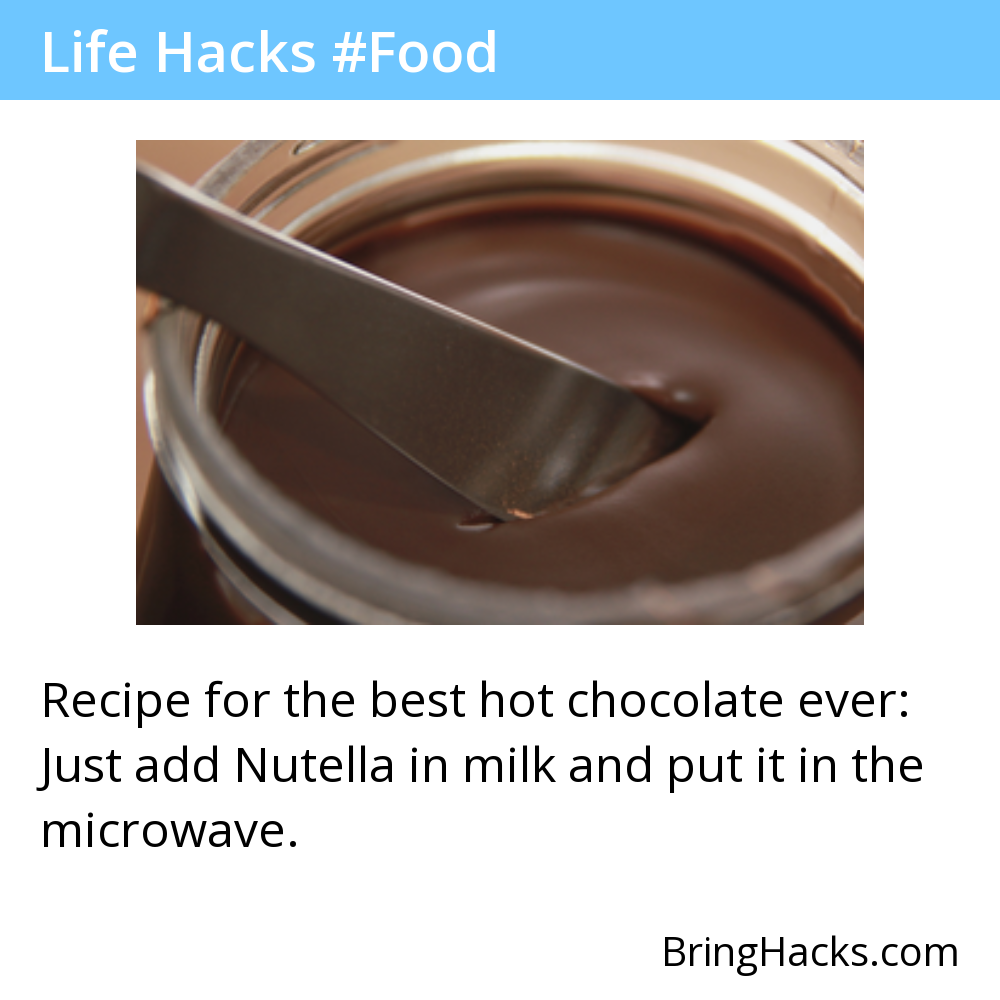 Life Hacks #Food
Recipe for the best hot chocolate ever:
Just add Nutella in milk and put it in the
microwave.
BringHacks.com